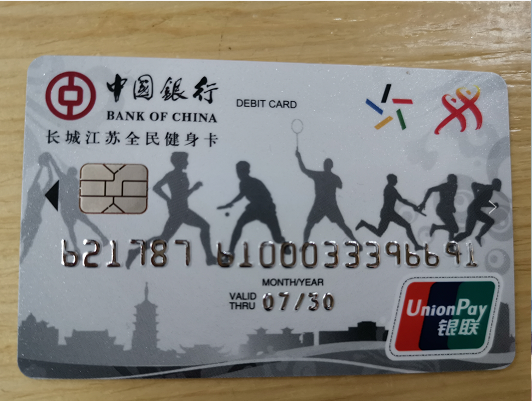 中国銀行
BANK OF CHINA
DEBIT CARD
长城江苏全民健身卡
621787 6100033396691
MONTH/YEAR
VALID THRU 07/30
UnionPay
银联